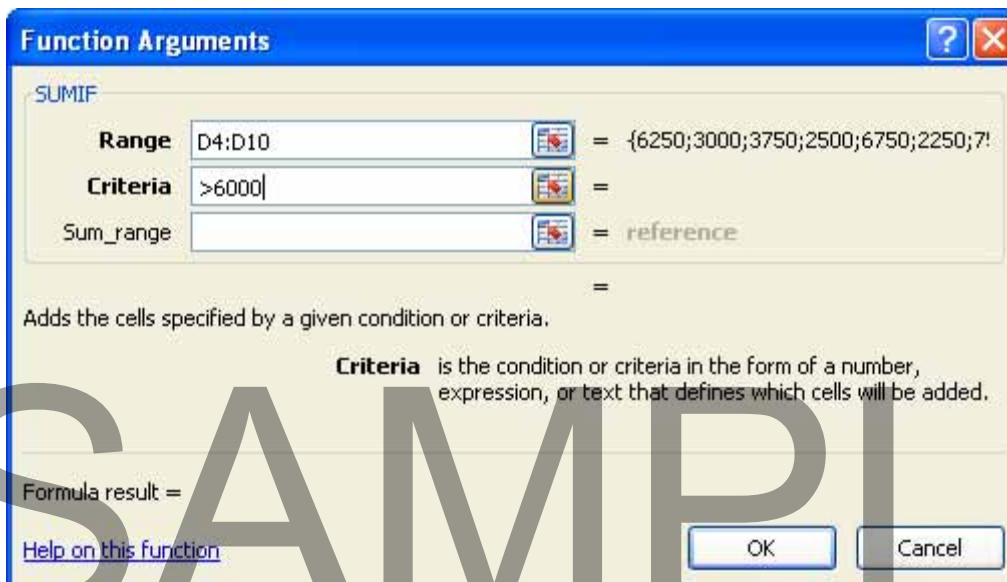 Function Arguments
SUMIF
Range D4:D10 = {6250;3000;3750;2500;6750;2250;7
Criteria >6000 =
Sum_range = reference
=
Adds the cells specified by a given condition or criteria.
Criteria is the condition or criteria in the form of a number,
expression, or text that defines which cells will be added.
Formula result =
Help on this function OK Cancel
SAMPL